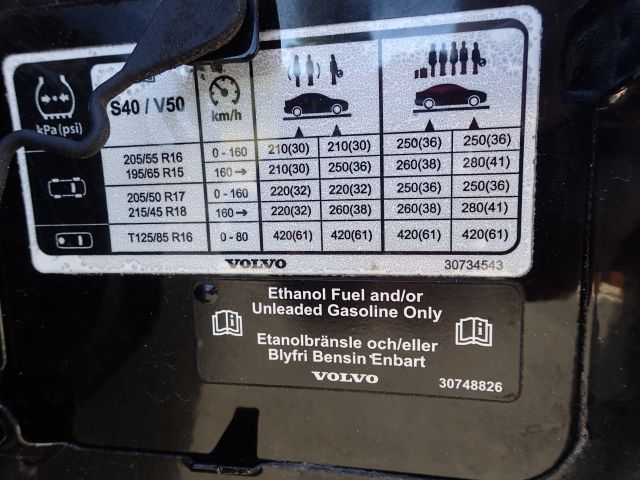 kPa(psi) S40 / V50 km/h
205/55 R16 0 - 160 210(30) 210(30) 250(36) 250(36)
195/65 R15 160→ 210(30) 250(36) 260(38) 280(41)
205/50 R17 0 - 160 220(32) 220(32) 250(36) 250(36)
215/45 R18 160→ 220(32) 260(38) 260(38) 280(41)
T125/85 R16 0 - 80 420(61) 420(61) 420(61) 420(61)
VOLVO 30734543
Ethanol Fuel and/or
Unleaded Gasoline Only
Etanolbränsle och/eller
Blyfri Bensin Enbart
VOLVO 30748826